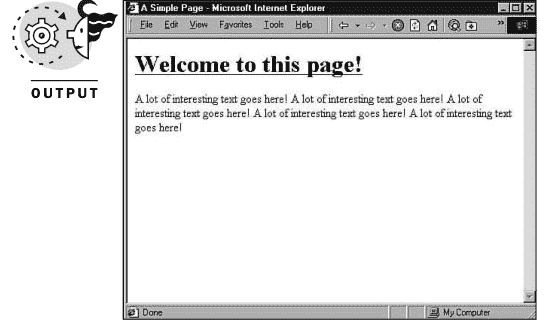 A Simple Page - Microsoft Internet Explorer
File Edit View Favorites Tools Help »
Welcome to this page!
OUTPUT
A lot of interesting text goes here! A lot of interesting text goes here! A lot of
interesting text goes here! A lot of interesting text goes here! A lot of interesting text
goes here!
Done
My Computer